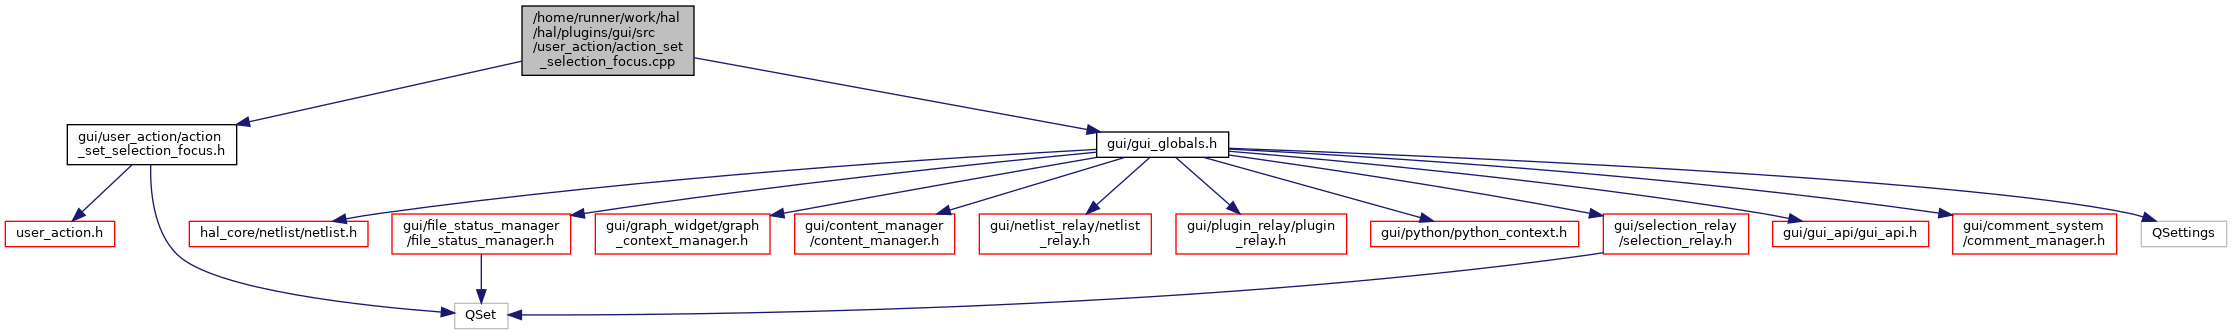 /home/runner/work/hal
/hal/plugins/gui/src
/user_action/action_set
_selection_focus.cpp
gui/user_action/action
_set_selection_focus.h
gui/gui_globals.h
user_action.h
hal_core/netlist/netlist.h
gui/file_status_manager
/file_status_manager.h
gui/graph_widget/graph
_context_manager.h
gui/content_manager
/content_manager.h
gui/netlist_relay/netlist
_relay.h
gui/plugin_relay/plugin
_relay.h
gui/python/python_context.h
gui/selection_relay
/selection_relay.h
gui/gui_api/gui_api.h
gui/comment_system
/comment_manager.h
QSettings
QSet